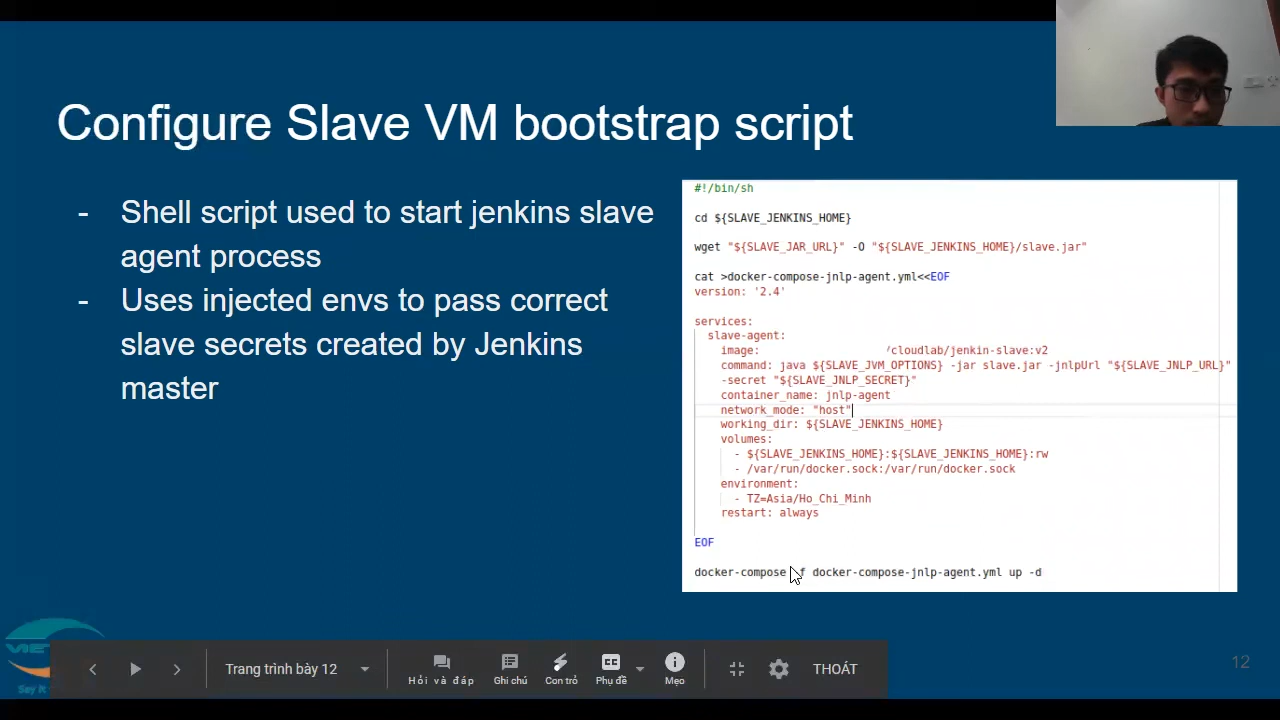 Configure Slave VM bootstrap script
- Shell script used to start jenkins slave
agent process
- Uses injected envs to pass correct
slave secrets created by Jenkins
master
#!/bin/sh
cd ${SLAVE_JENKINS_HOME}
wget "${SLAVE_JAR_URL}" -O "${SLAVE_JENKINS_HOME}/slave.jar"
cat >docker-compose-jnlp-agent.yml<<EOF
version: '2.4'
services:
slave-agent:
image: /cloudlab/jenkin-slave:v2
command: java ${SLAVE_JVM_OPTIONS} -jar slave.jar -jnlpUrl "${SLAVE_JNLP_URL}"
-secret "${SLAVE_JNLP_SECRET}"
container_name: jnlp-agent
network_mode: "host"
working_dir: ${SLAVE_JENKINS_HOME}
volumes:
- ${SLAVE_JENKINS_HOME}:${SLAVE_JENKINS_HOME}:rw
- /var/run/docker.sock:/var/run/docker.sock
environment:
- TZ=Asia/Ho_Chi_Minh
restart: always
EOF
docker-compose -f docker-compose-jnlp-agent.yml up -d
VIE
Say it
Trang trình bày 12
Hỏi và đáp
Ghi chú
Con trỏ
CC
Phụ đề
Mẹo
THOÁT
12